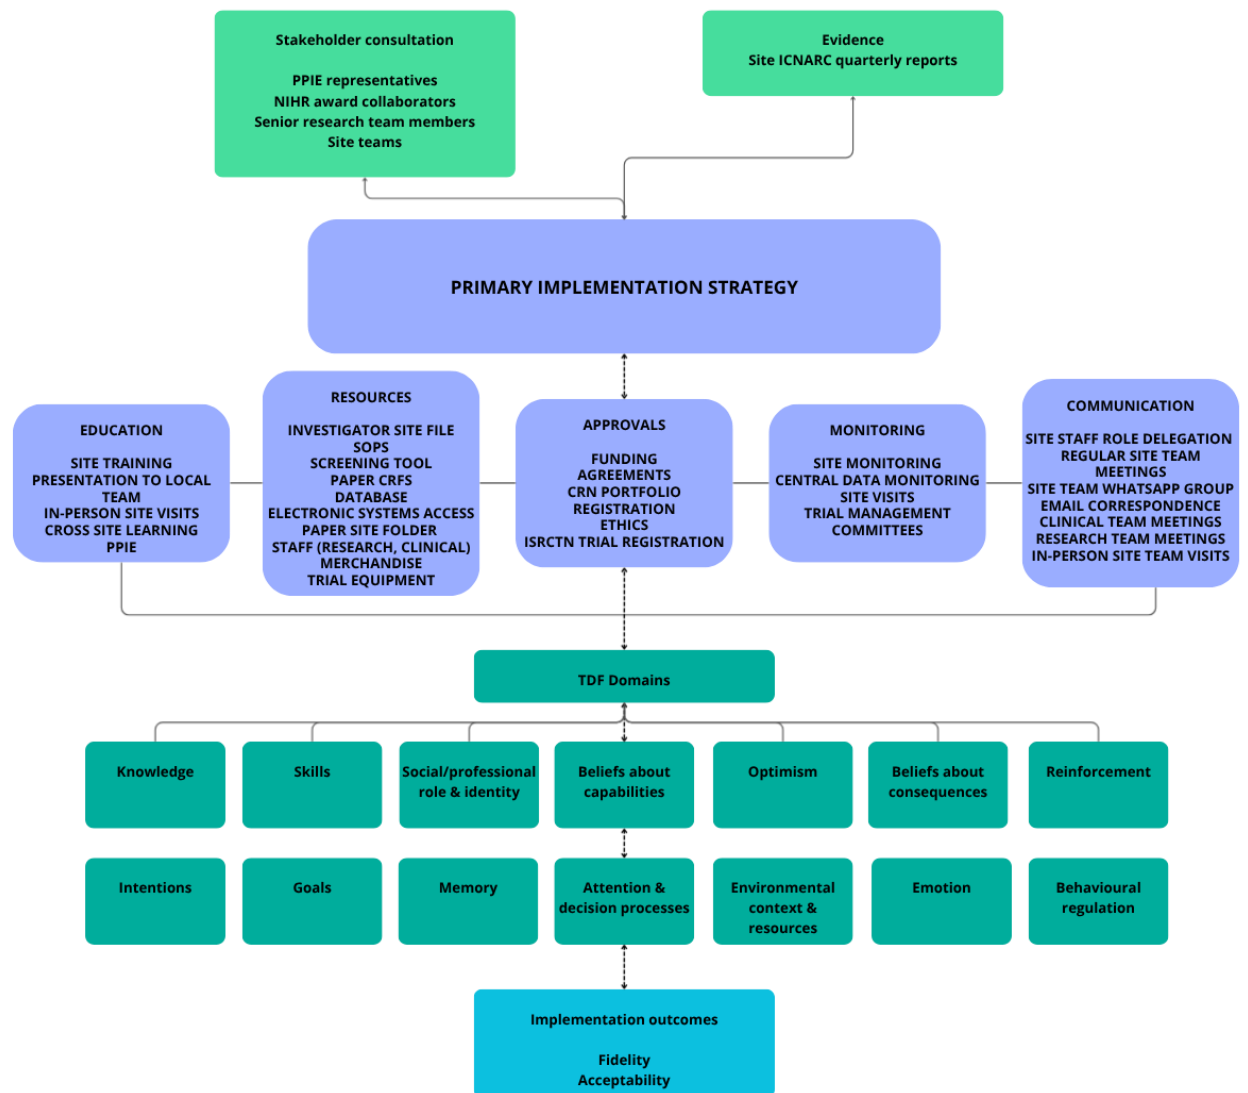 Stakeholder consultation
PPIE representatives
NIHR award collaborators
Senior research team members
Site teams
Evidence
Site ICNARC quarterly reports
PRIMARY IMPLEMENTATION STRATEGY
EDUCATION
SITE TRAINING
PRESENTATION TO LOCAL
TEAM
IN-PERSON SITE VISITS
CROSS SITE LEARNING
PPIE
RESOURCES
INVESTIGATOR SITE FILE
SOPS
SCREENING TOOL
PAPER CRFS
DATABASE
ELECTRONIC SYSTEMS ACCESS
PAPER SITE FOLDER
STAFF (RESEARCH, CLINICAL)
MERCHANDISE
TRIAL EQUIPMENT
APPROVALS
FUNDING
AGREEMENTS
CRN PORTFOLIO
REGISTRATION
ETHICS
ISRCTN TRIAL REGISTRATION
MONITORING
SITE MONITORING
CENTRAL DATA MONITORING
SITE VISITS
TRIAL MANAGEMENT
COMMITTEES
COMMUNICATION
SITE STAFF ROLE DELEGATION
REGULAR SITE TEAM
MEETINGS
SITE TEAM WHATSAPP GROUP
EMAIL CORRESPONDENCE
CLINICAL TEAM MEETINGS
RESEARCH TEAM MEETINGS
IN-PERSON SITE TEAM VISITS
TDF Domains
Knowledge
Skills
Social/professional
role & identity
Beliefs about
capabilities
Optimism
Beliefs about
consequences
Reinforcement
Intentions
Goals
Memory
Attention &
decision processes
Environmental
context &
resources
Emotion
Behavioural
regulation
Implementation outcomes
Fidelity
Acceptability